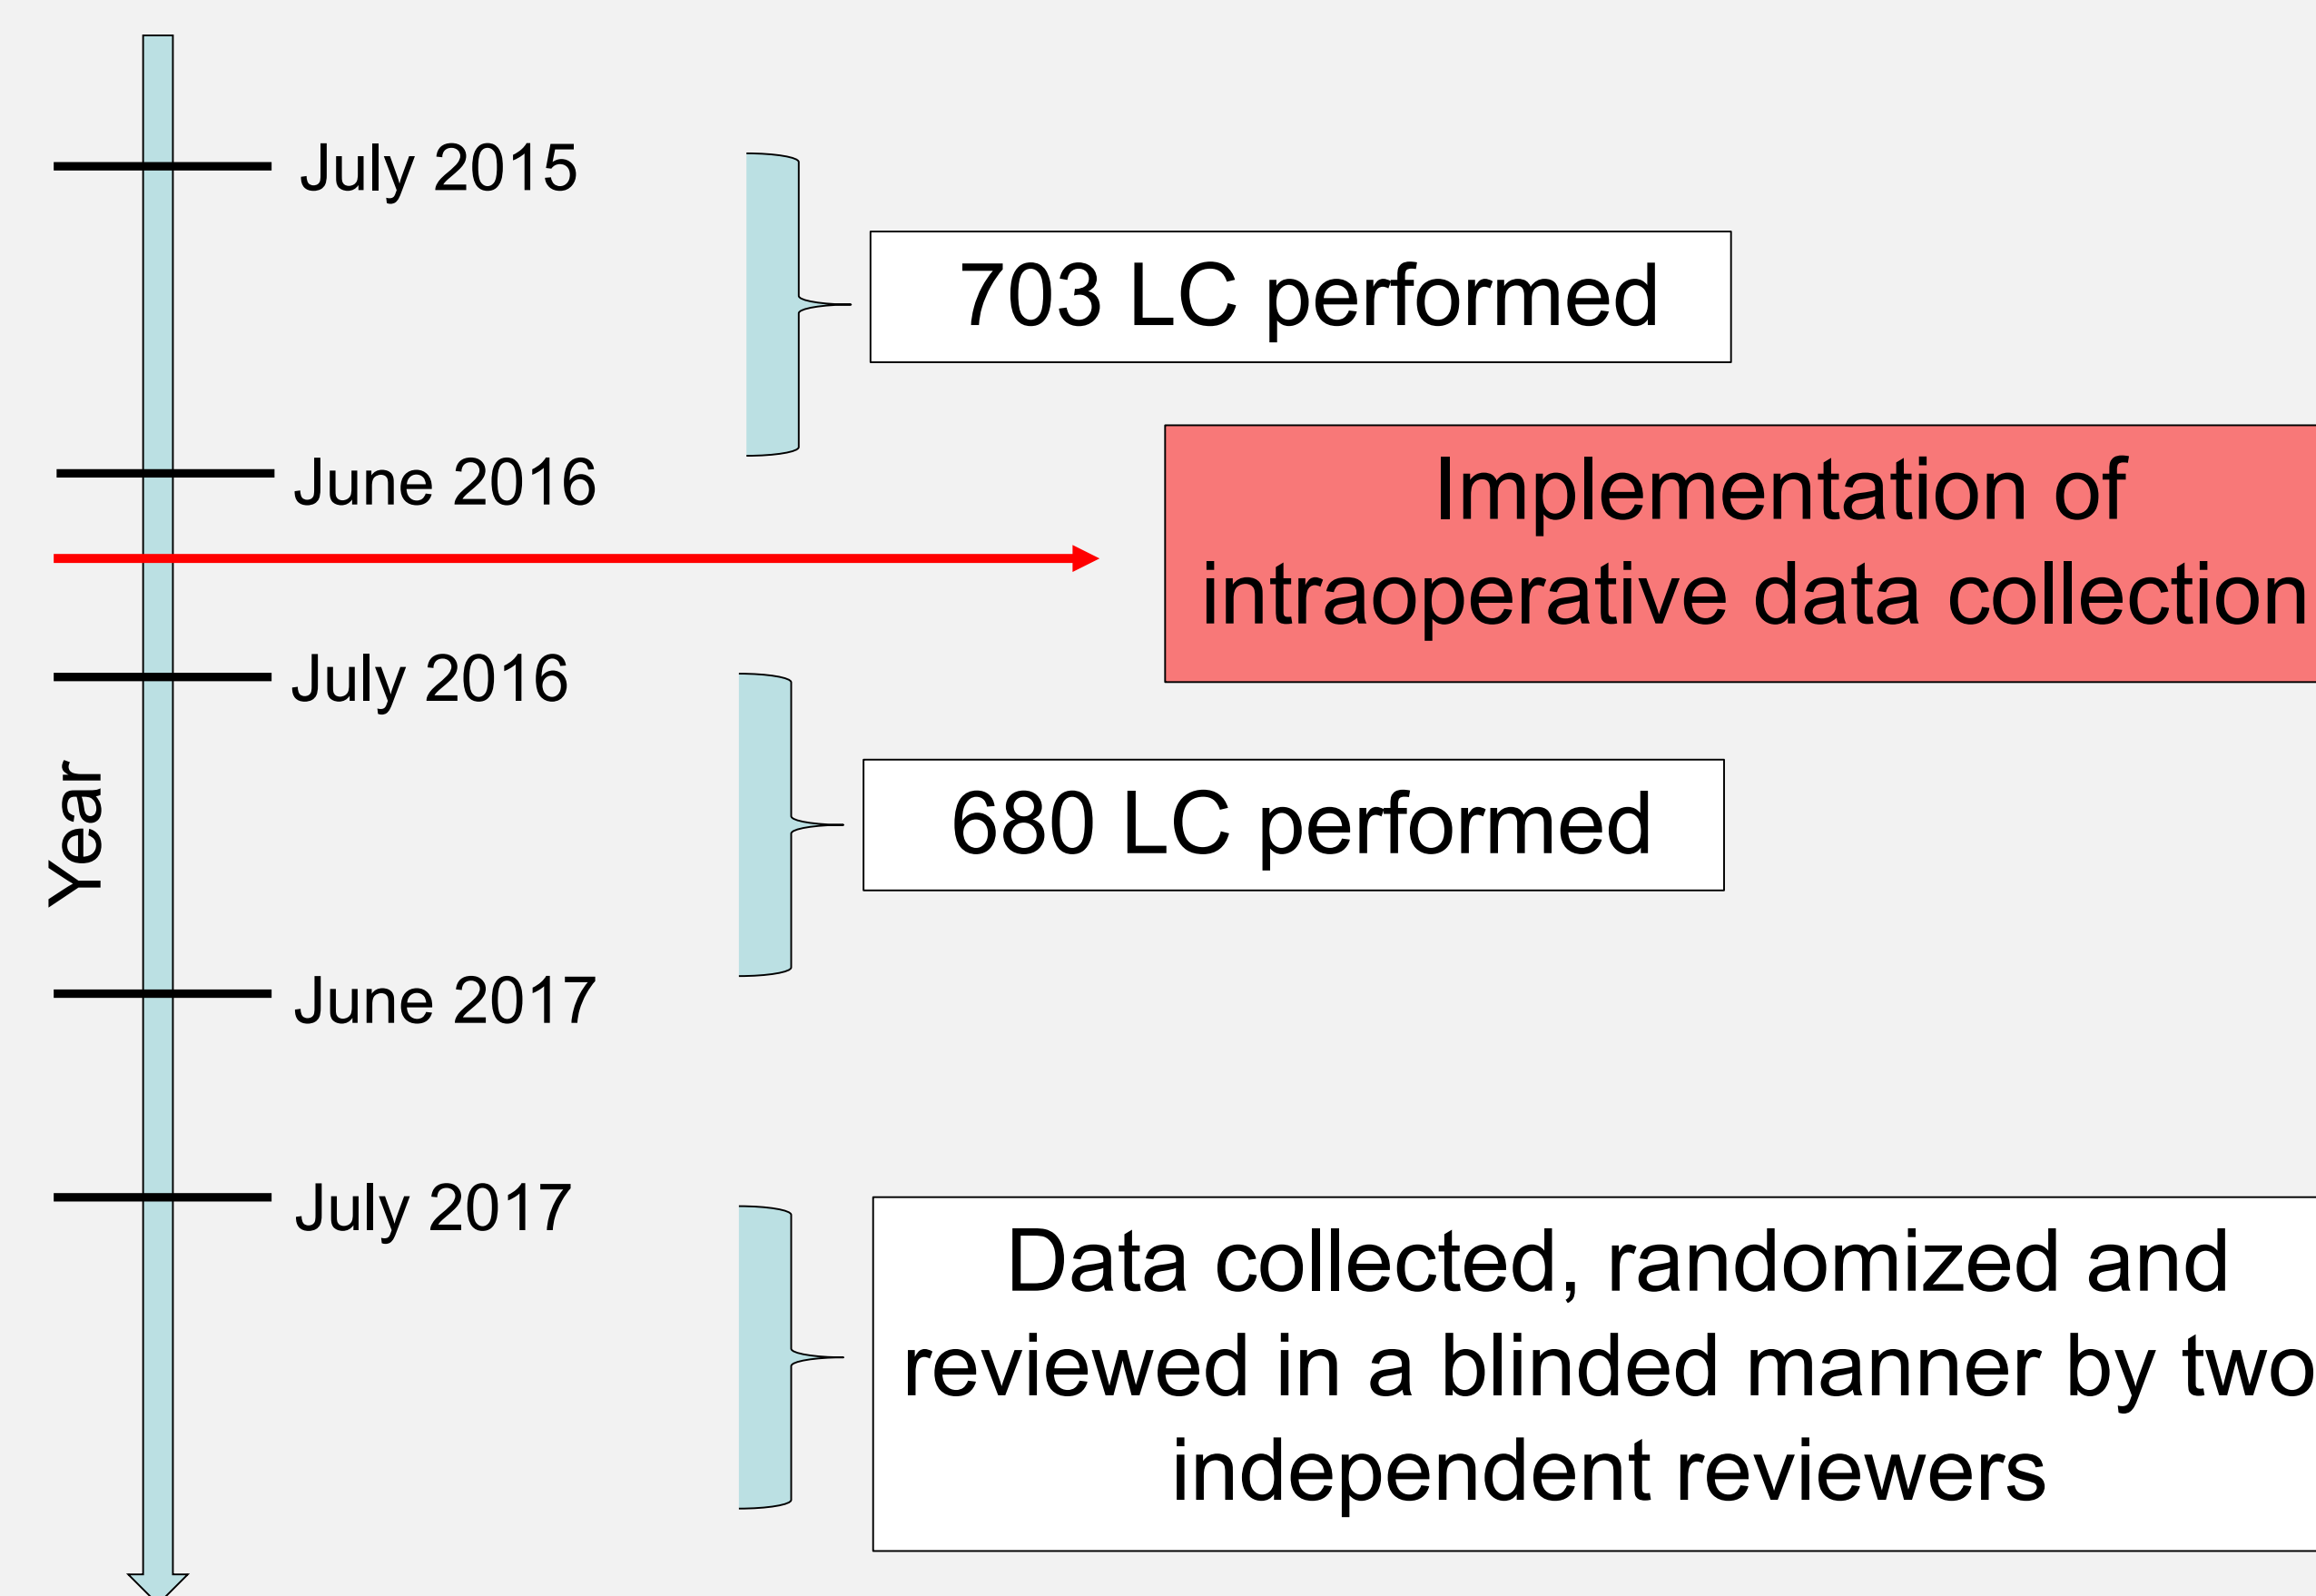 July 2015
703 LC performed
June 2016
Implementation of
intraoperative data collection
July 2016
Year
680 LC performed
June 2017
July 2017
Data collected, randomized and
reviewed in a blinded manner by two
independent reviewers